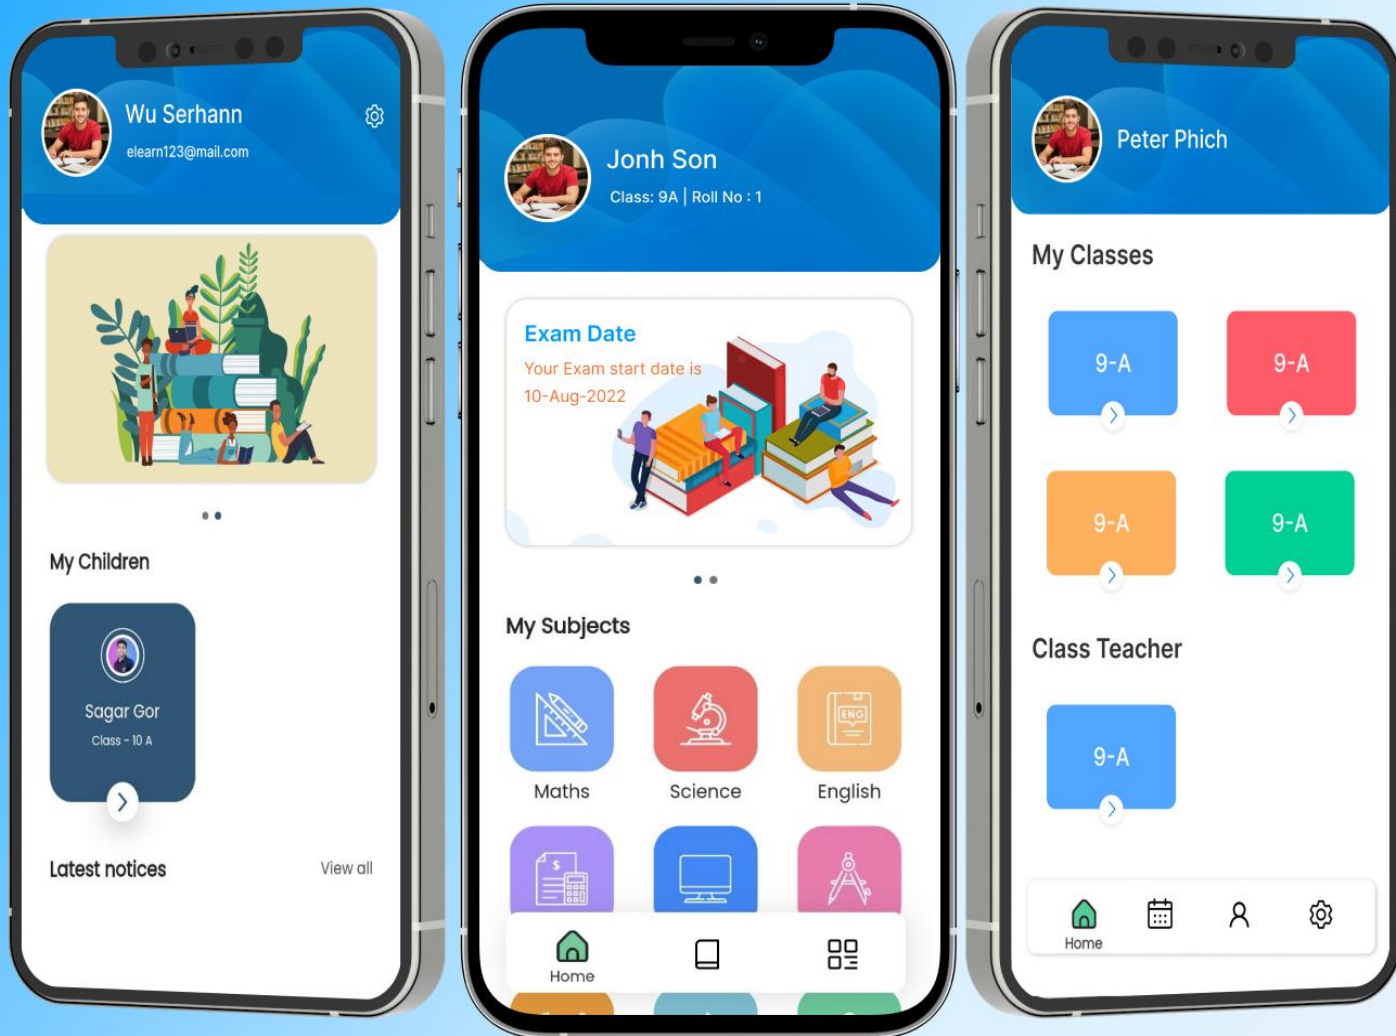 Wu Serhann
elearn123@mail.com
My Children
Sagar Gor
Class - 10 A
Latest notices
View all
Jonh Son
Class: 9A | Roll No : 1
Exam Date
Your Exam start date is
10-Aug-2022
My Subjects
Maths
Science
English
ENG
$
Home
Peter Phich
My Classes
9-A
9-A
9-A
9-A
Class Teacher
9-A
Home